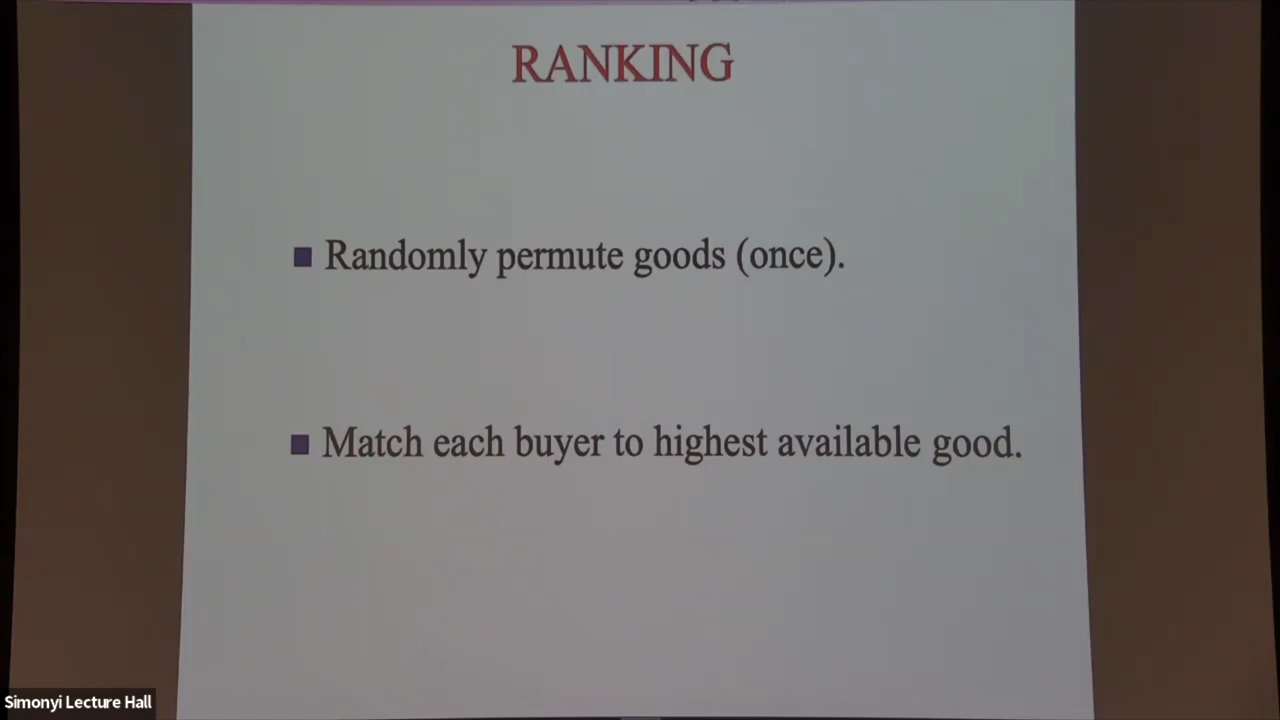 RANKING
Randomly permute goods (once).
Match each buyer to highest available good.
Simonyi Lecture Hall